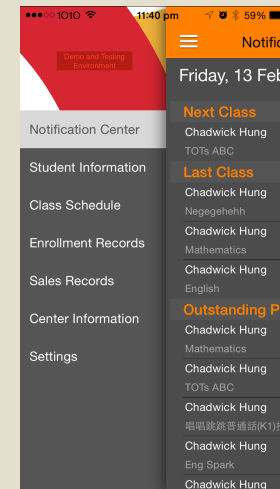 1010
11:40 pm
59%
Demo and Testing
Environment
Notification Center
Student Information
Class Schedule
Enrollment Records
Sales Records
Center Information
Settings
Notific
Friday, 13 Feb
Next Class
Chadwick Hung
TOTs ABC
Last Class
Chadwick Hung
Negegehehh
Chadwick Hung
Mathematics
Chadwick Hung
English
Outstanding P
Chadwick Hung
Mathematics
Chadwick Hung
TOTs ABC
Chadwick Hung
唱唱跳跳普通話(K1)
Chadwick Hung
Eng Spark
Chadwick Hung